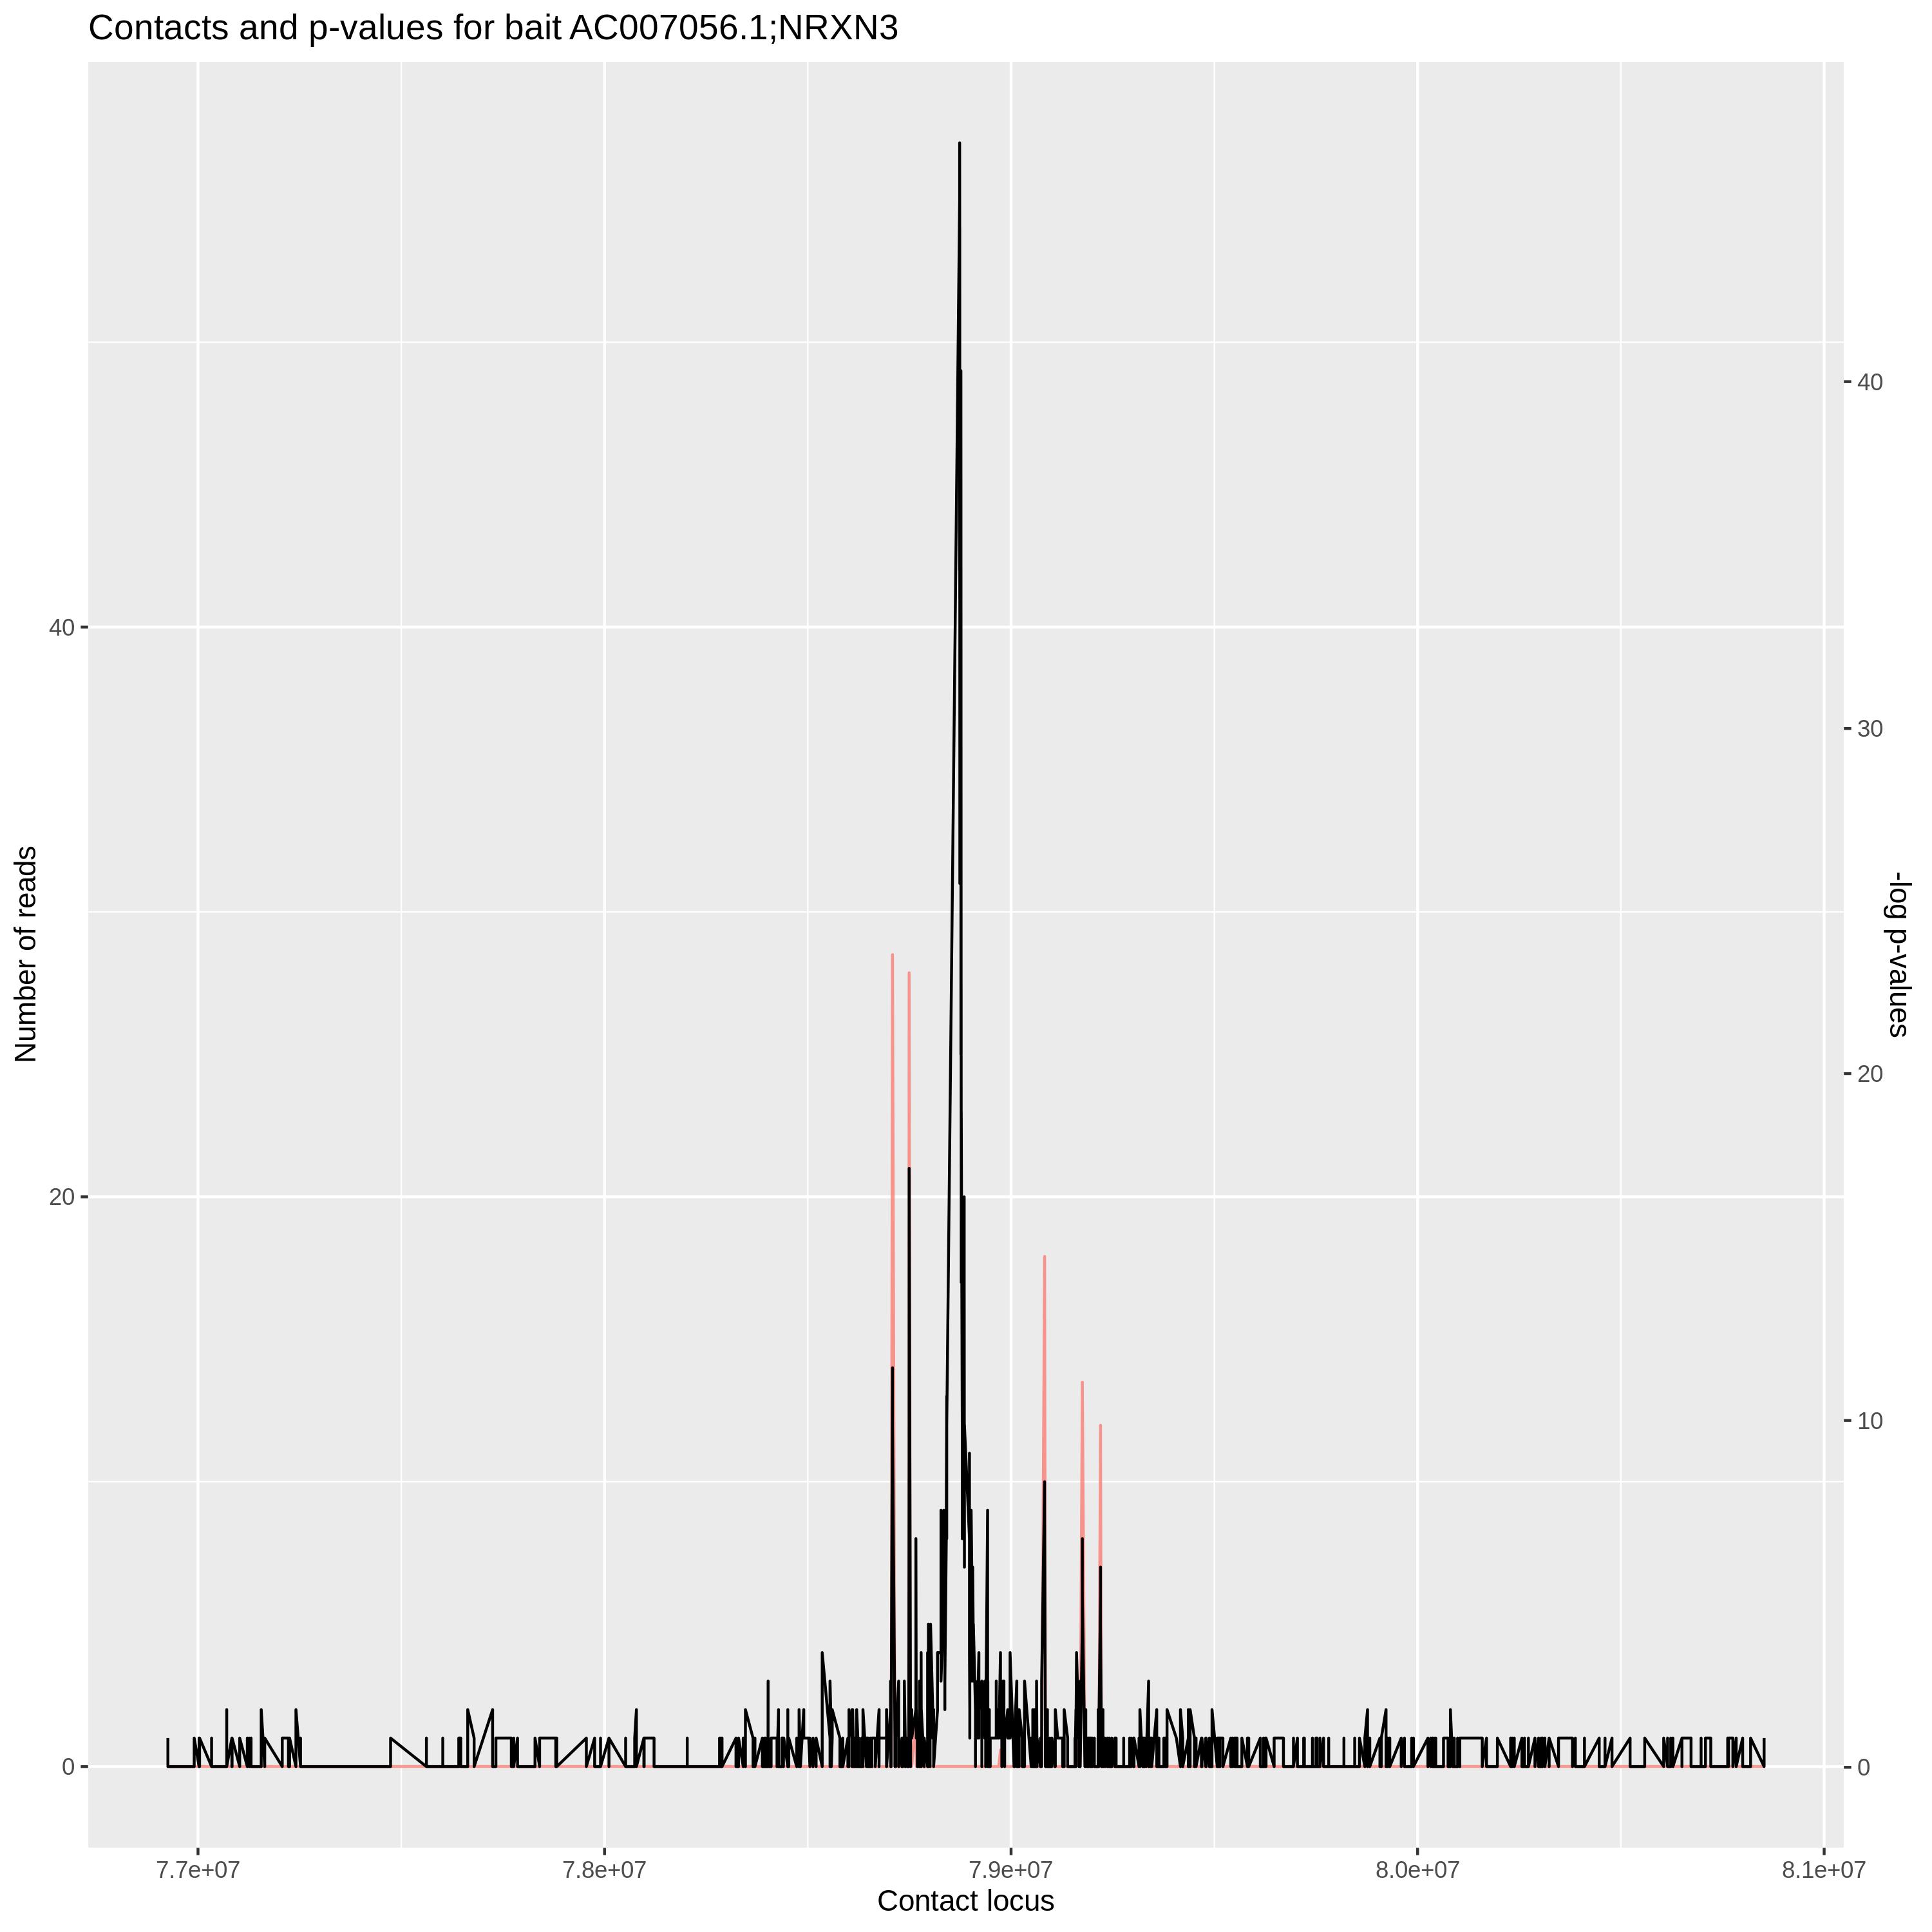 Contacts and p-values for bait AC007056.1;NRXN3
40
20
0
Number of reads
40
30
20
10
0
-log p-values
7.7e+07 7.8e+07 7.9e+07 8.0e+07 8.1e+07
Contact locus